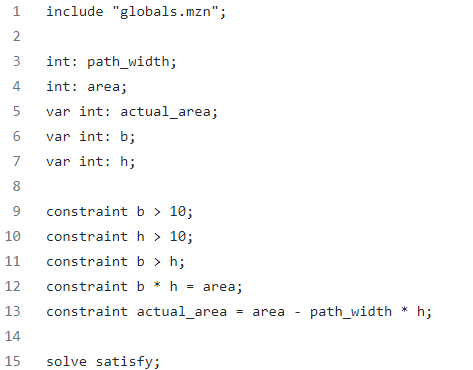 1 include "globals.mzn";
2
3 int: path_width;
4 int: area;
5 var int: actual_area;
6 var int: b;
7 var int: h;
8
9 constraint b > 10;
10 constraint h > 10;
11 constraint b > h;
12 constraint b * h = area;
13 constraint actual_area = area - path_width * h;
14
15 solve satisfy;